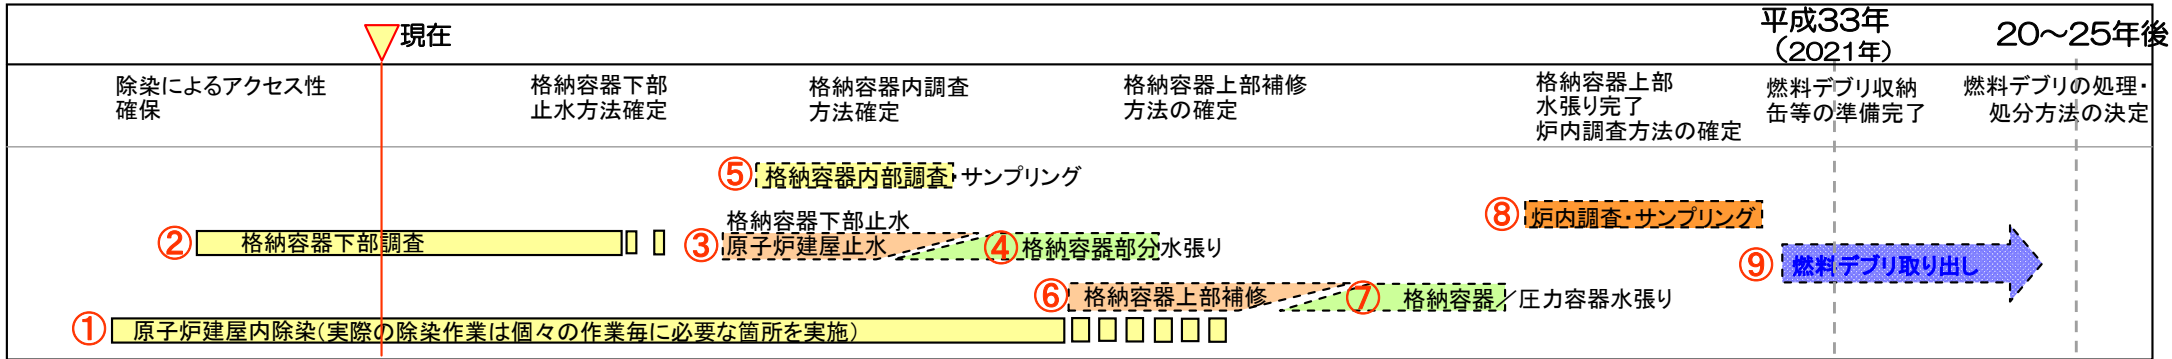 現在
平成33年
（2021年）
20～25年後
除染によるアクセス性
確保
格納容器下部
止水方法確定
格納容器内調査
方法確定
格納容器上部補修
方法の確定
格納容器上部
水張り完了
炉内調査方法の確定
燃料デブリ収納
缶等の準備完了
燃料デブリの処理・
処分方法の決定
⑤ 格納容器内部調査・サンプリング
⑧ 炉内調査・サンプリング
② 格納容器下部調査
格納容器下部止水
③ 原子炉建屋止水
④ 格納容器部分水張り
⑨ 燃料デブリ取り出し
⑥ 格納容器上部補修
⑦ 格納容器／圧力容器水張り
① 原子炉建屋内除染（実際の除染作業は個々の作業毎に必要な箇所を実施）